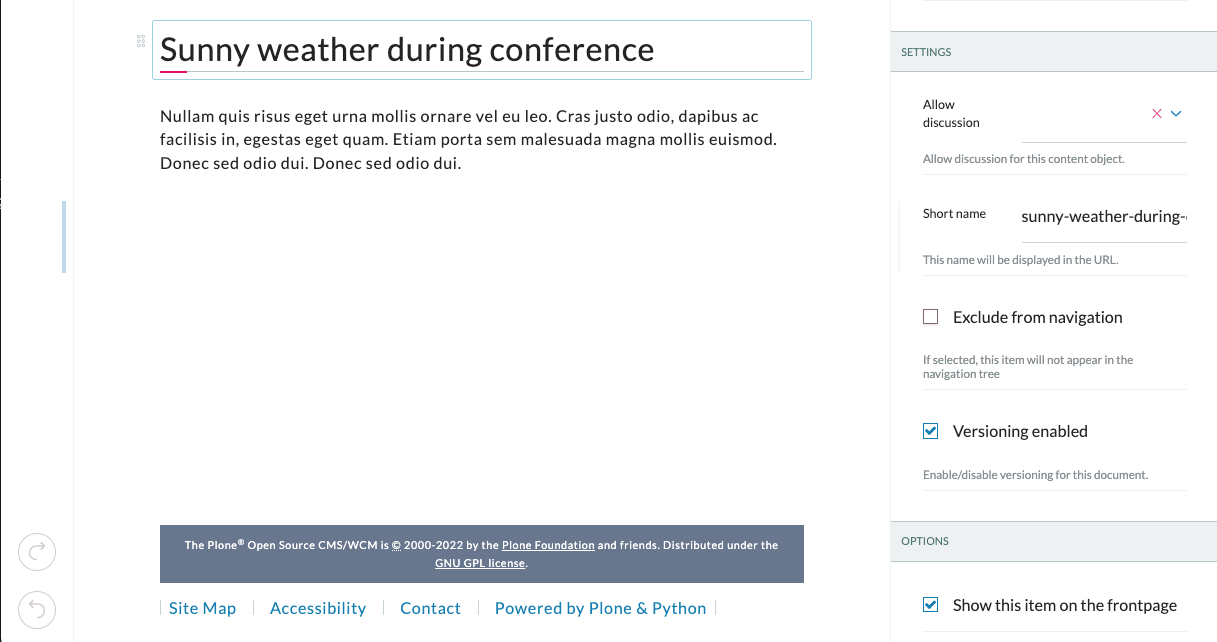 Sunny weather during conference
Nullam quis risus eget urna mollis ornare vel eu leo. Cras justo odio, dapibus ac
facilisis in, egestas eget quam. Etiam porta sem malesuada magna mollis euismod.
Donec sed odio dui. Donec sed odio dui.
The Plone® Open Source CMS/WCM is © 2000-2022 by the Plone Foundation and friends. Distributed under the
GNU GPL license.
Site Map
Accessibility
Contact
Powered by Plone & Python
SETTINGS
Allow
discussion
Allow discussion for this content object.
Short name
sunny-weather-during-
This name will be displayed in the URL.
Exclude from navigation
If selected, this item will not appear in the
navigation tree
Versioning enabled
Enable/disable versioning for this document.
OPTIONS
Show this item on the frontpage